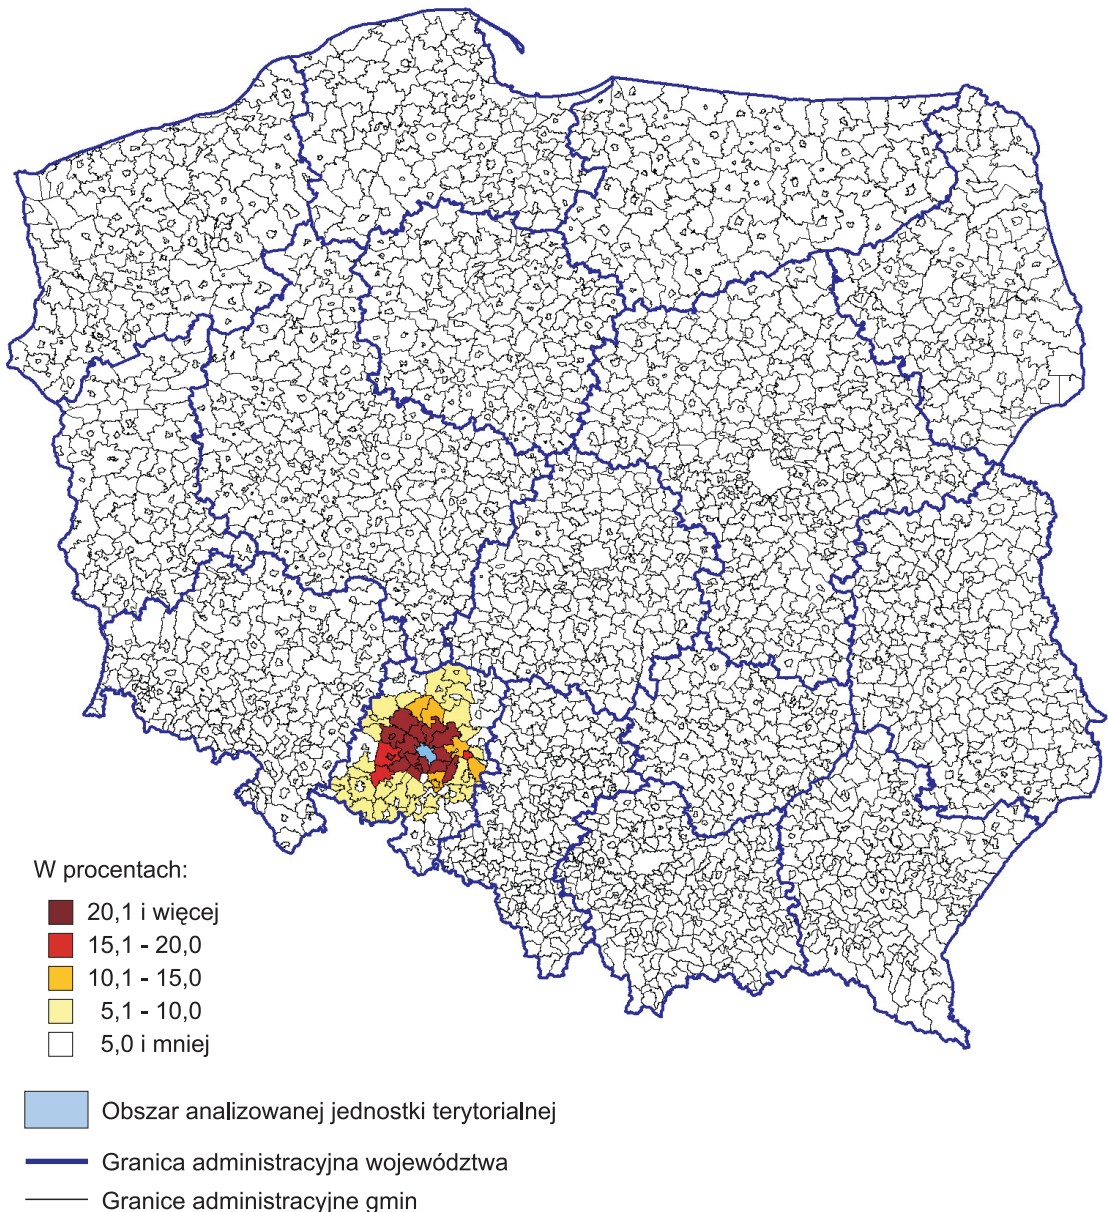 W procentach:
20,1 i więcej
15,1 - 20,0
10,1 - 15,0
5,1 - 10,0
5,0 i mniej
Obszar analizowanej jednostki terytorialnej
Granica administracyjna województwa
Granice administracyjne gmin